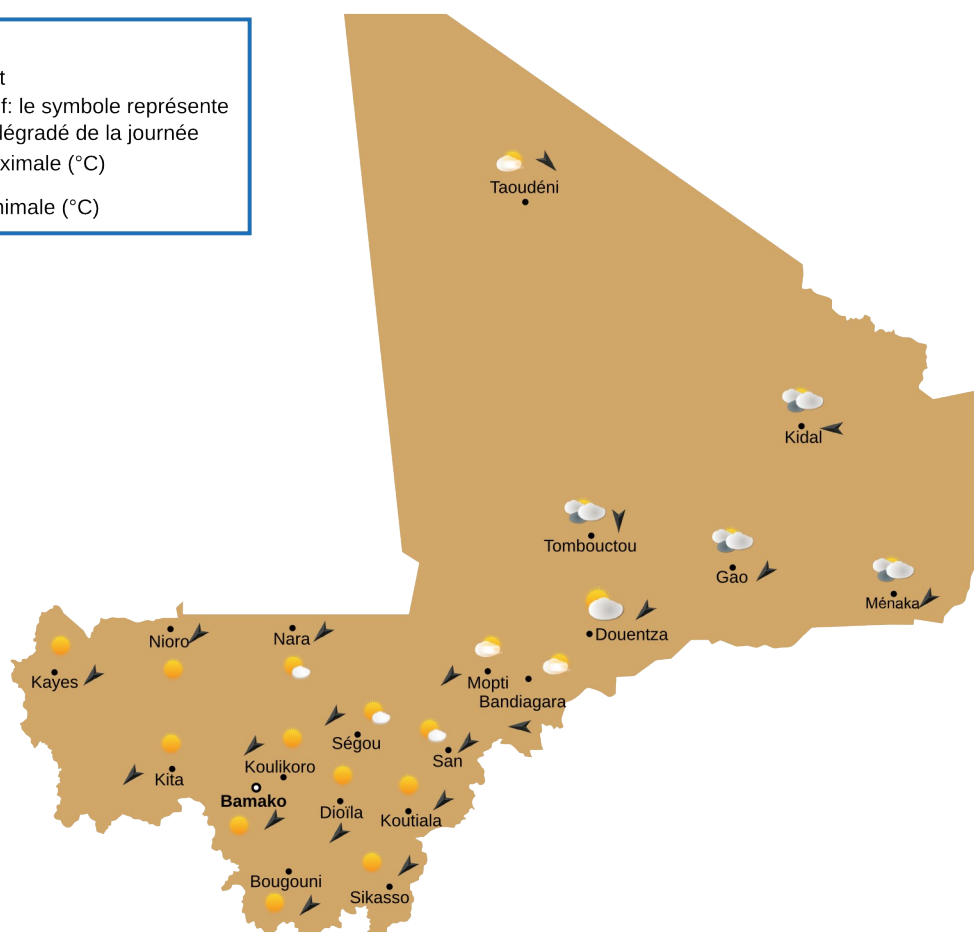 t
f: le symbole représente
dégradé de la journée
ximale (°C)
nimale (°C)
Taoudéni
Kidal
Tombouctou
Gao
Ménaka
Douentza
Nioro
Nara
Kayes
Mopti
Bandiagara
Ségou
San
Koulikoro
Kita
Bamako
Dioïla
Koutiala
Bougouni
Sikasso